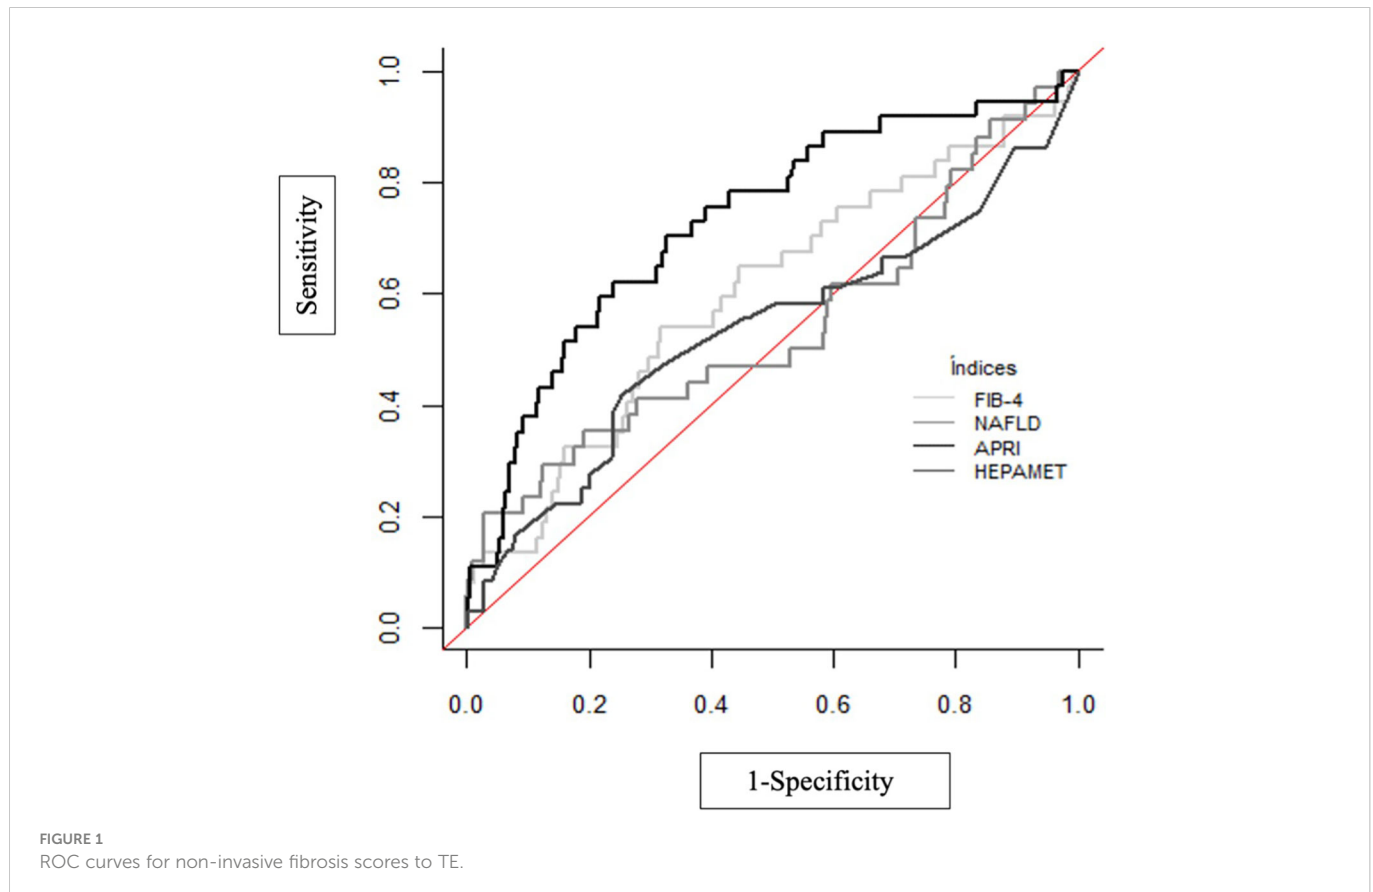 1.0
0.8
0.6
0.4
0.2
0.0
Sensitivity
Índices
FIB-4
NAFLD
APRI
HEPAMET
0.0 0.2 0.4 0.6 0.8 1.0
1-Specificity
FIGURE 1
ROC curves for non-invasive fibrosis scores to TE.